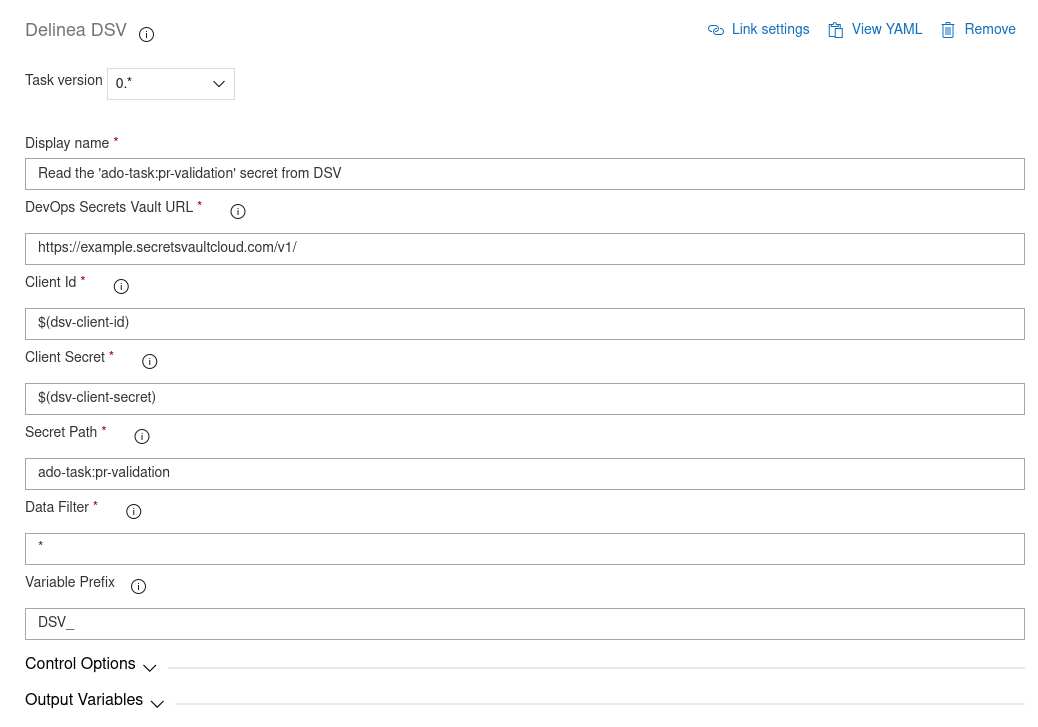 Delinea DSV
Link settings View YAML Remove
Task version 0.*
Display name *
Read the 'ado-task:pr-validation' secret from DSV
DevOps Secrets Vault URL *
https://example.secretsvaultcloud.com/v1/
Client Id *
$(dsv-client-id)
Client Secret *
$(dsv-client-secret)
Secret Path *
ado-task:pr-validation
Data Filter *
*
Variable Prefix
DSV_
Control Options
Output Variables